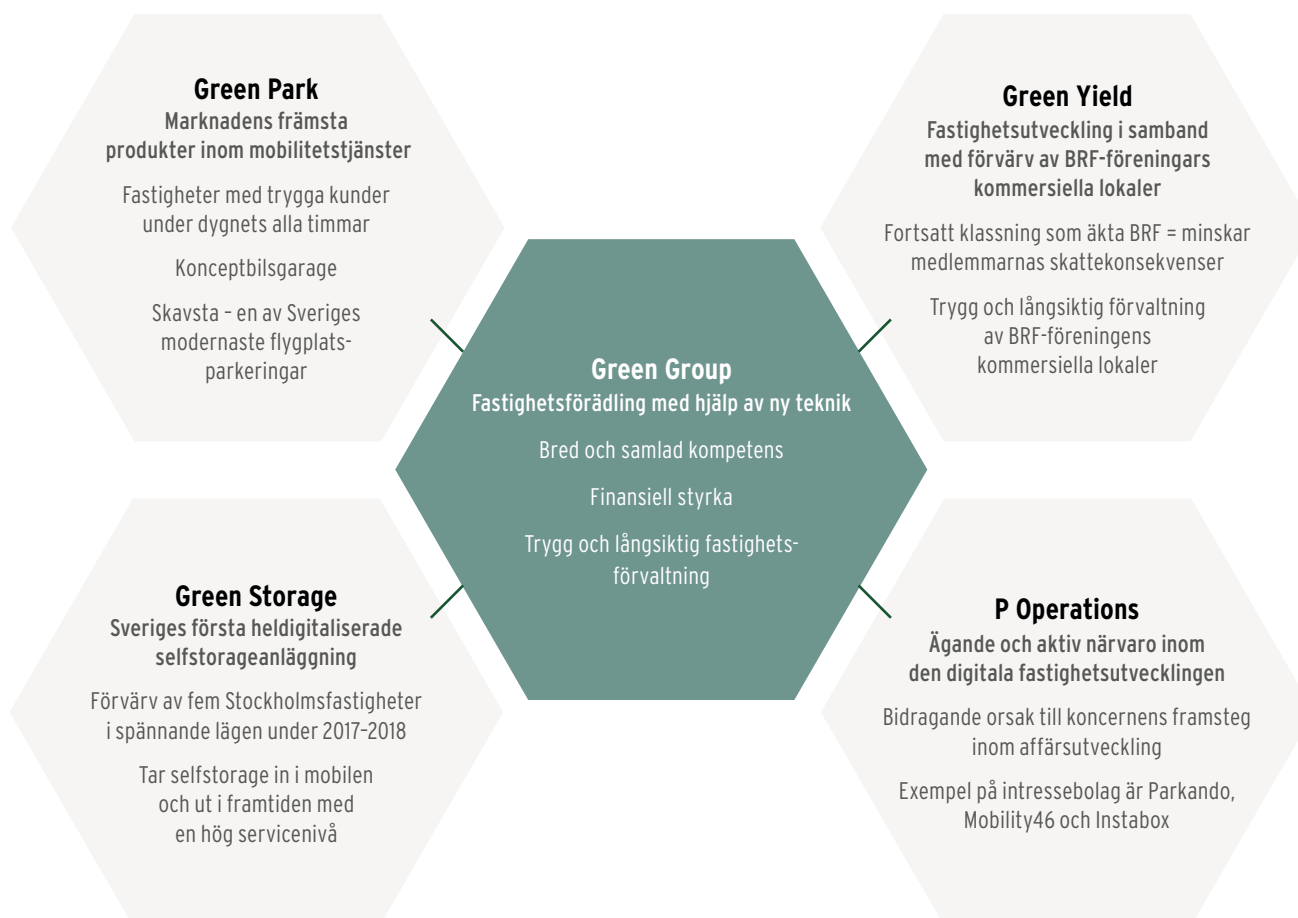 Green Park
Marknadens främsta
produkter inom mobilitetstjänster
Fastigheter med trygga kunder
under dygnets alla timmar
Konceptbilsgarage
Skavsta – en av Sveriges
modernaste flygplats-
parkeringar
Green Yield
Fastighetsutveckling i samband
med förvärv av BRF-föreningars
kommersiella lokaler
Fortsatt klassning som äkta BRF = minskar
medlemmarnas skattekonsekvenser
Trygg och långsiktig förvaltning
av BRF-föreningens
kommersiella lokaler
Green Group
Fastighetsförädling med hjälp av ny teknik
Bred och samlad kompetens
Finansiell styrka
Trygg och långsiktig fastighets-
förvaltning
Green Storage
Sveriges första heldigitaliserade
selfstorageanläggning
Förvärv av fem Stockholmsfastigheter
i spännande lägen under 2017–2018
Tar selfstorage in i mobilen
och ut i framtiden med
en hög servicenivå
P Operations
Ägande och aktiv närvaro inom
den digitala fastighetsutvecklingen
Bidragande orsak till koncernens framsteg
inom affärsutveckling
Exempel på intressebolag är Parkando,
Mobility46 och Instabox